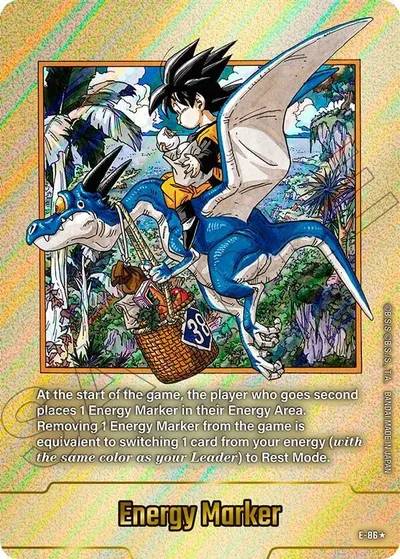 38
At the start of the game, the player who goes second
places 1 Energy Marker in their Energy Area.
Removing 1 Energy Marker from the game is
equivalent to switching 1 card from your energy (with
the same color as your Leader) to Rest Mode.
BANDAI MADE IN JAPAN
Energy Marker
E-86★